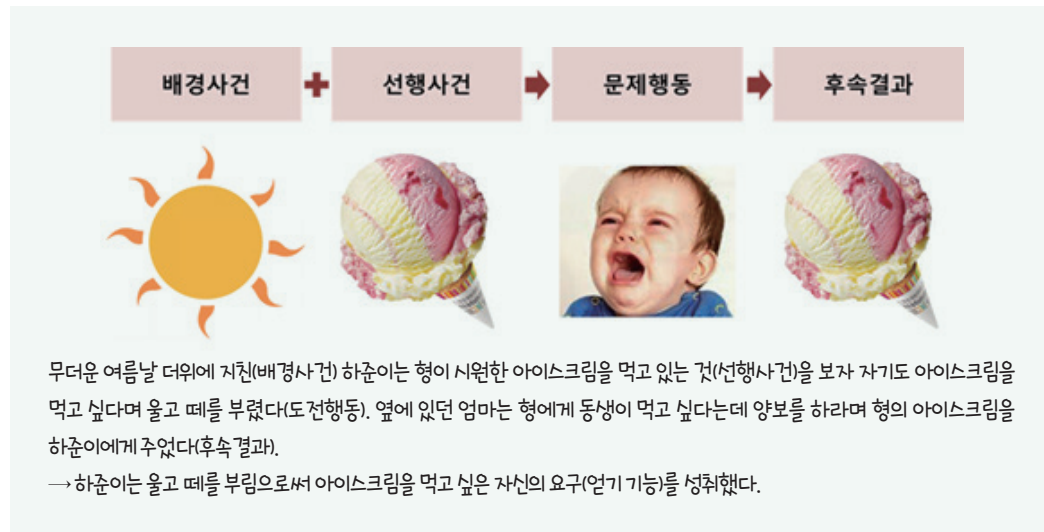 배경사건 + 선행사건 → 문제행동 → 후속결과
무더운 여름날 더위에 지친(배경사건) 하준이는 형이 시원한 아이스크림을 먹고 있는 것(선행사건)을 보자 자기도 아이스크림을
먹고 싶다며 울고 떼를 부렸다(도전행동). 옆에 있던 엄마는 형에게 동생이 먹고 싶다는데 양보를 하라며 형의 아이스크림을
하준이에게 주었다(후속결과).
→ 하준이는 울고 떼를 부림으로써 아이스크림을 먹고 싶은 자신의 요구(얻기 기능)를 성취했다.